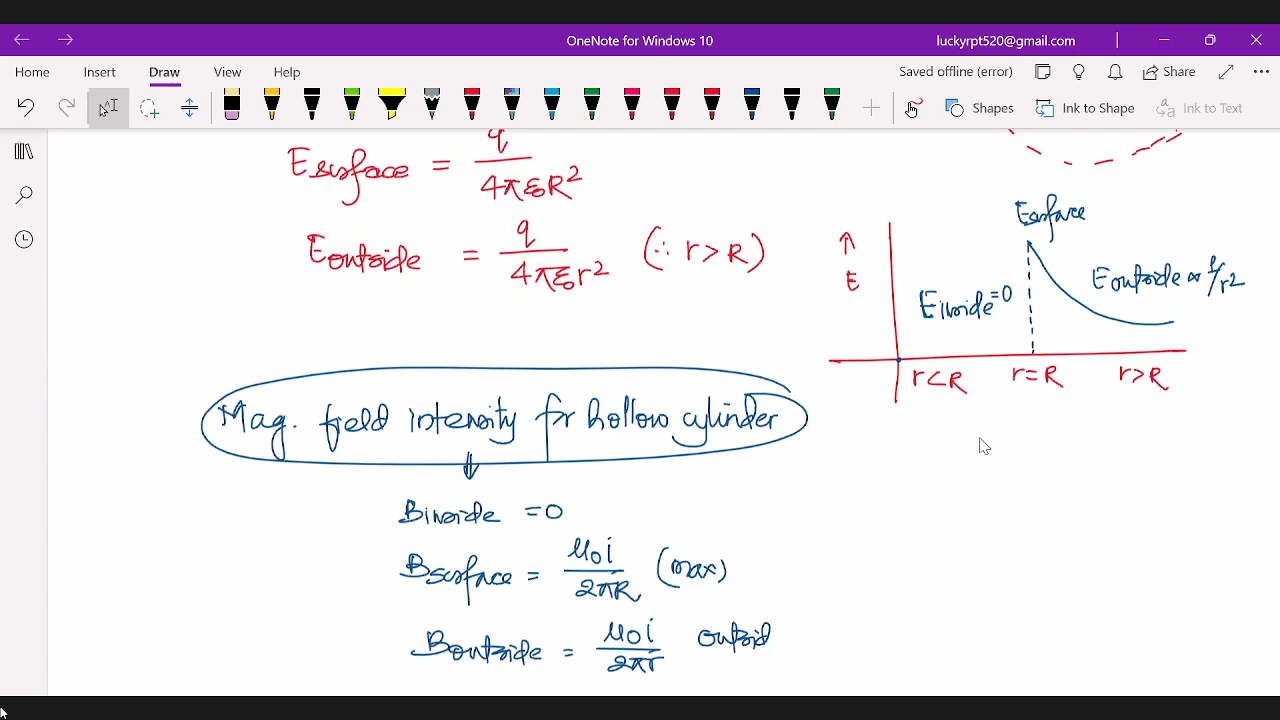 OneNote for Windows 10
luckyrpt520@gmail.com
Home Insert Draw View Help
Saved offline (error)
Share
Shapes
Ink to Shape
Ink to Text
Esurface = q / 4πε₀R²
Eoutside = q / 4πε₀r² (∴ r > R)
Esurface
↑
E
Einside = 0
Eoutside ∝ 1/r²
r < R r = R r > R
Mag. field intensity for hollow cylinder
Binside = 0
Bsurface = μ₀i / 2πR (max)
Boutside = μ₀i / 2πr outsid